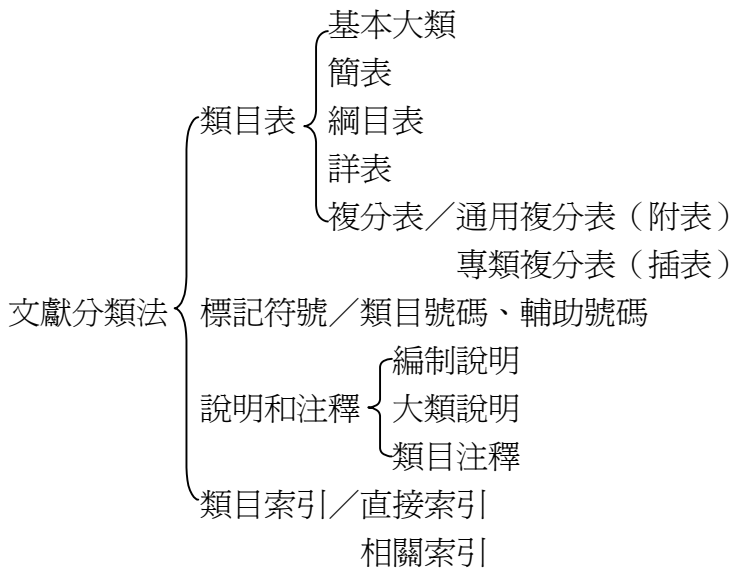 基本大類
簡表
類目表
綱目表
詳表
複分表／通用複分表（附表）
專類複分表（插表）
文獻分類法
標記符號／類目號碼、輔助號碼
編制說明
說明和注釋
大類說明
類目注釋
類目索引／直接索引
相關索引